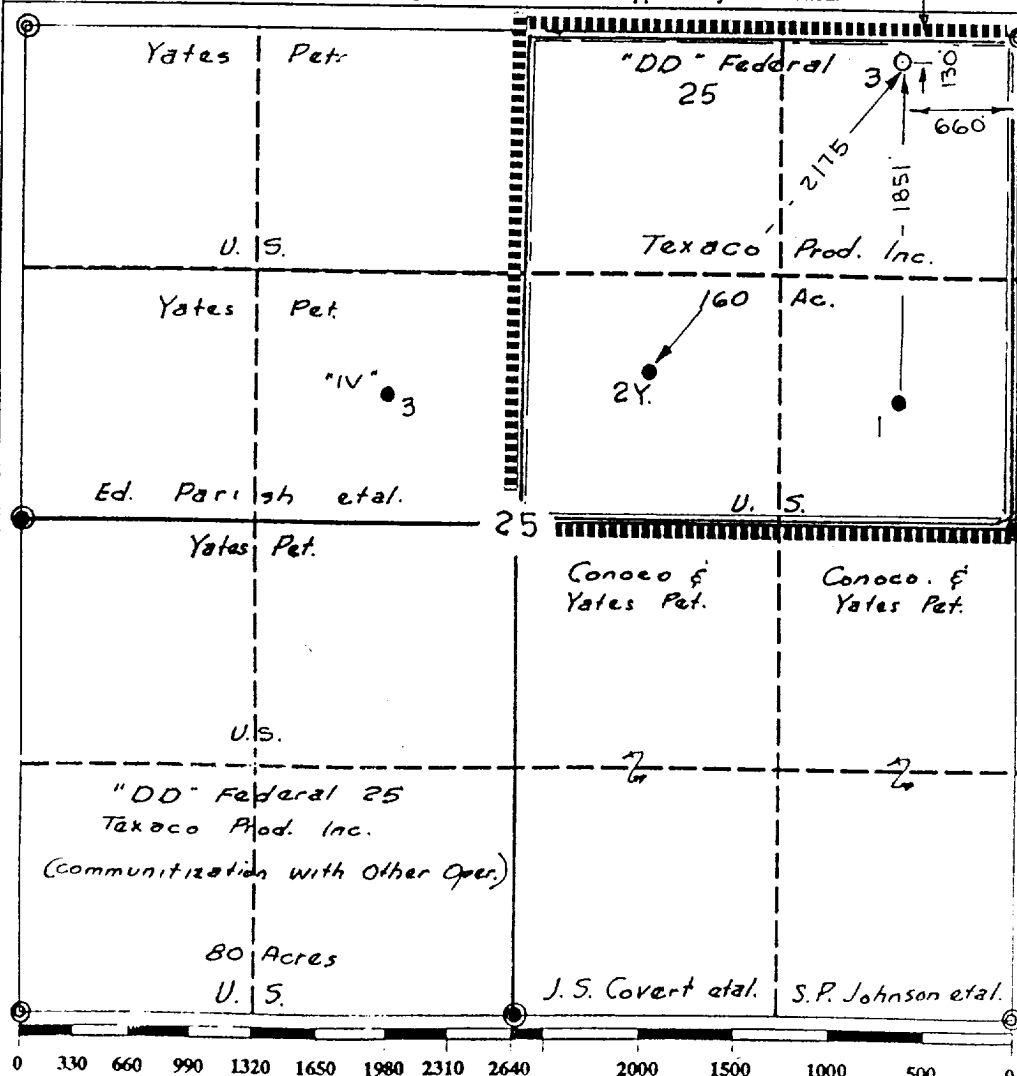 Yates Pet.
"DD" Federal
25
3
130
660
2175
1851
U. S.
Texaco Prod. Inc.
Yates Pet.
160 Ac.
"IV"
3
2Y.
1
Ed. Parish etal.
U. S.
25
Yates Pet.
Conoco &
Yates Pet.
Conoco. &
Yates Pet.
U.S.
"DD" Federal 25
Texaco Prod. Inc.
(communitization with Other Oper.)
80 Acres
U. S.
J. S. Covert etal.
S.P. Johnson etal.
0 330 660 990 1320 1650 1980 2310 2640 2000 1500 1000 500 0